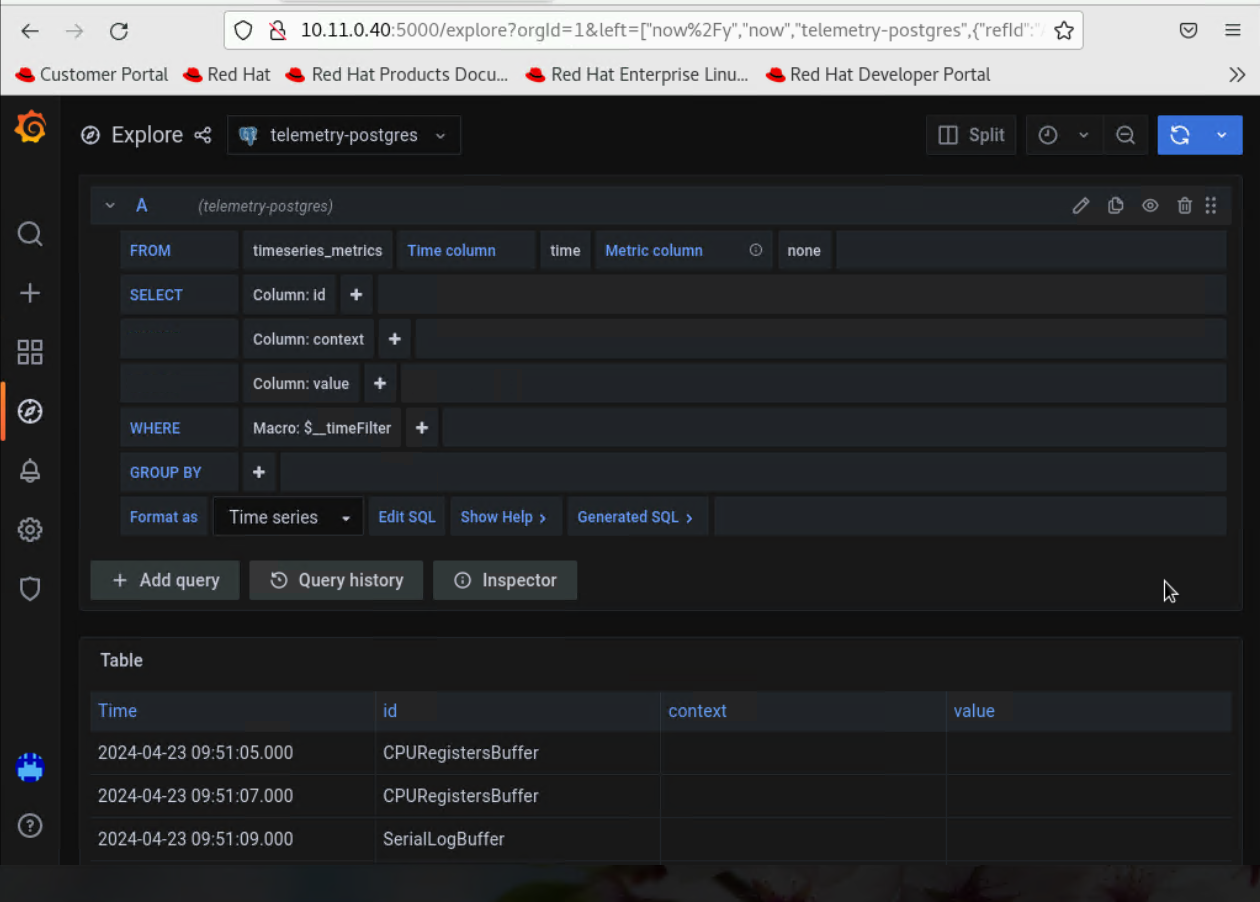 10.11.0.40:5000/explore?orgId=1&left=["now%2Fy","now","telemetry-postgres",{"refId":"
Customer Portal Red Hat Red Hat Products Docu... Red Hat Enterprise Linu... Red Hat Developer Portal
Explore telemetry-postgres Split
A (telemetry-postgres)
FROM timeseries_metrics Time column time Metric column none
SELECT Column: id +
Column: context +
Column: value +
WHERE Macro: $__timeFilter +
GROUP BY +
Format as Time series Edit SQL Show Help > Generated SQL >
+ Add query Query history Inspector
Table
Time id context value
2024-04-23 09:51:05.000 CPURegistersBuffer
2024-04-23 09:51:07.000 CPURegistersBuffer
2024-04-23 09:51:09.000 SerialLogBuffer